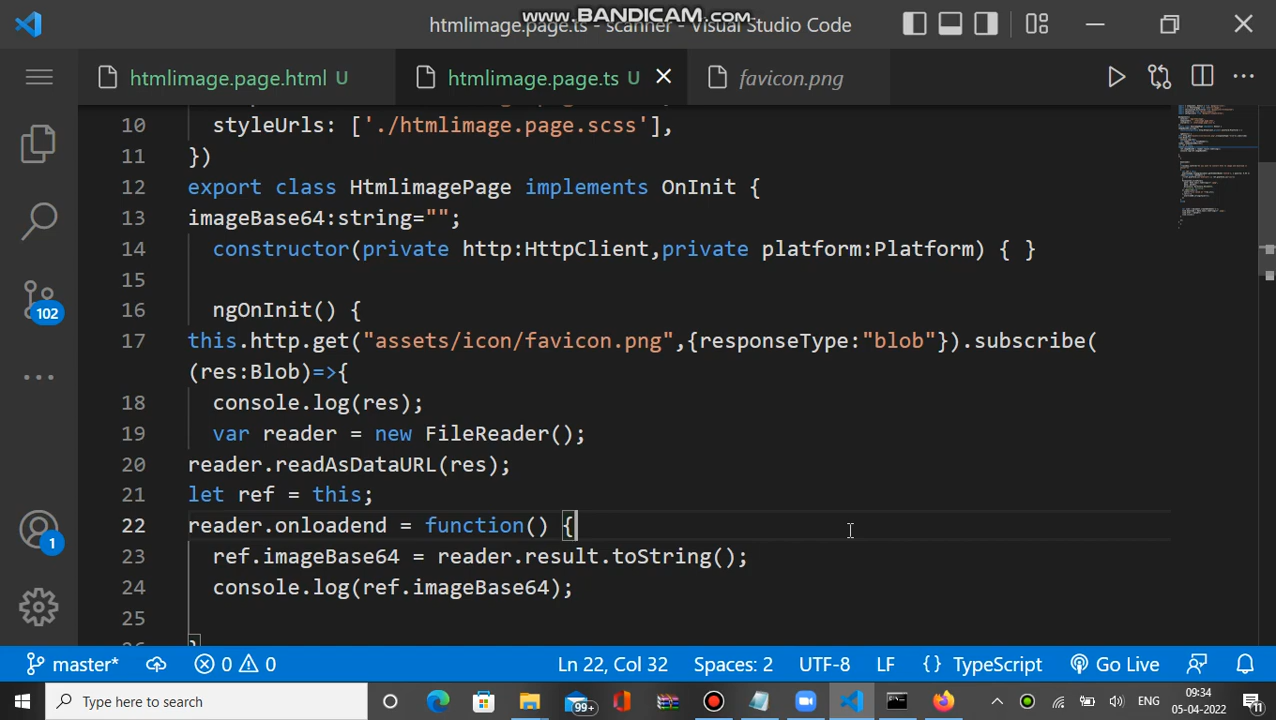 www.BANDICAM.com
htmlimage.page.ts - scanner - Visual Studio Code
htmlimage.page.html U
htmlimage.page.ts U
favicon.png
10 styleUrls: ['./htmlimage.page.scss'],
11 })
12 export class HtmlimagePage implements OnInit {
13 imageBase64:string="";
14 constructor(private http:HttpClient,private platform:Platform) { }
15
16 ngOnInit() {
17 this.http.get("assets/icon/favicon.png",{responseType:"blob"}).subscribe(
(res:Blob)=>{
18 console.log(res);
19 var reader = new FileReader();
20 reader.readAsDataURL(res);
21 let ref = this;
22 reader.onloadend = function() {
23 ref.imageBase64 = reader.result.toString();
24 console.log(ref.imageBase64);
25
102
1
master* 0 0 Ln 22, Col 32 Spaces: 2 UTF-8 LF {} TypeScript Go Live
Type here to search 99+ ENG 09:34
05-04-2022 11